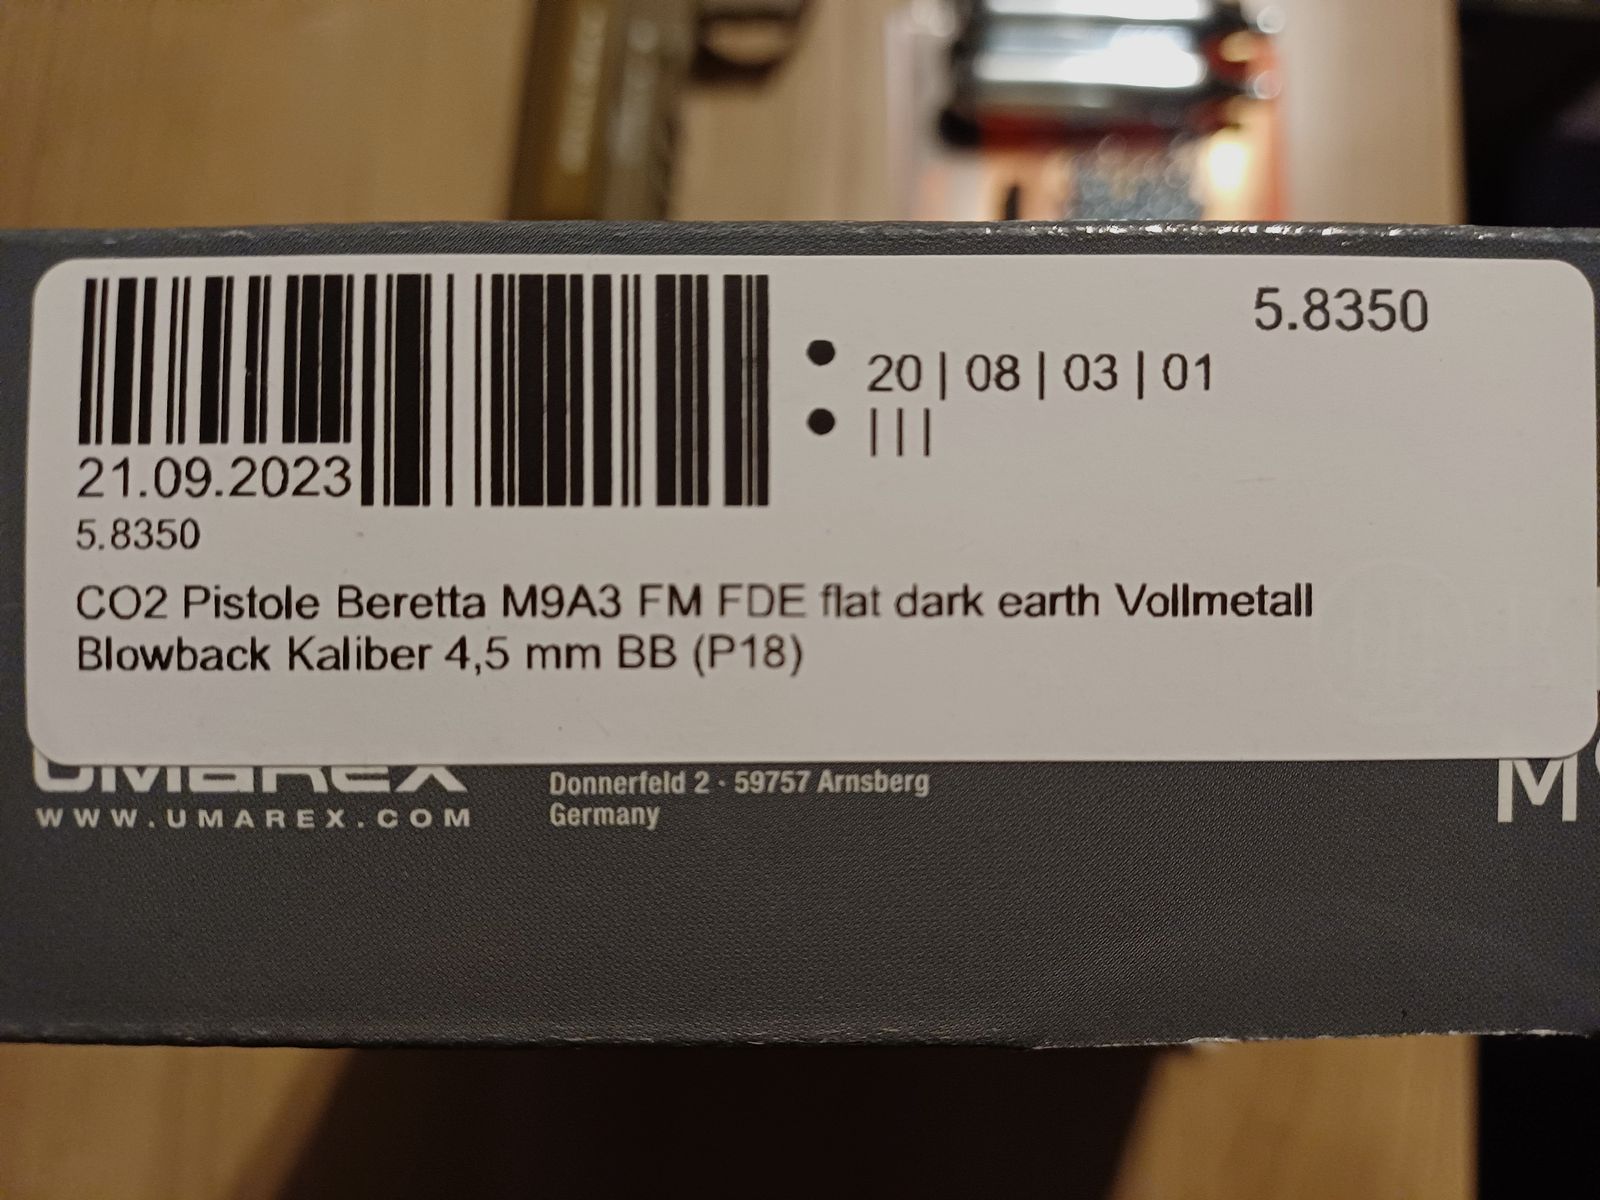 5.8350
20 | 08 | 03 | 01
| | |
21.09.2023
5.8350
CO2 Pistole Beretta M9A3 FM FDE flat dark earth Vollmetall
Blowback Kaliber 4,5 mm BB (P18)
UMAREX
WWW.UMAREX.COM
Donnerfeld 2 · 59757 Arnsberg
Germany
M